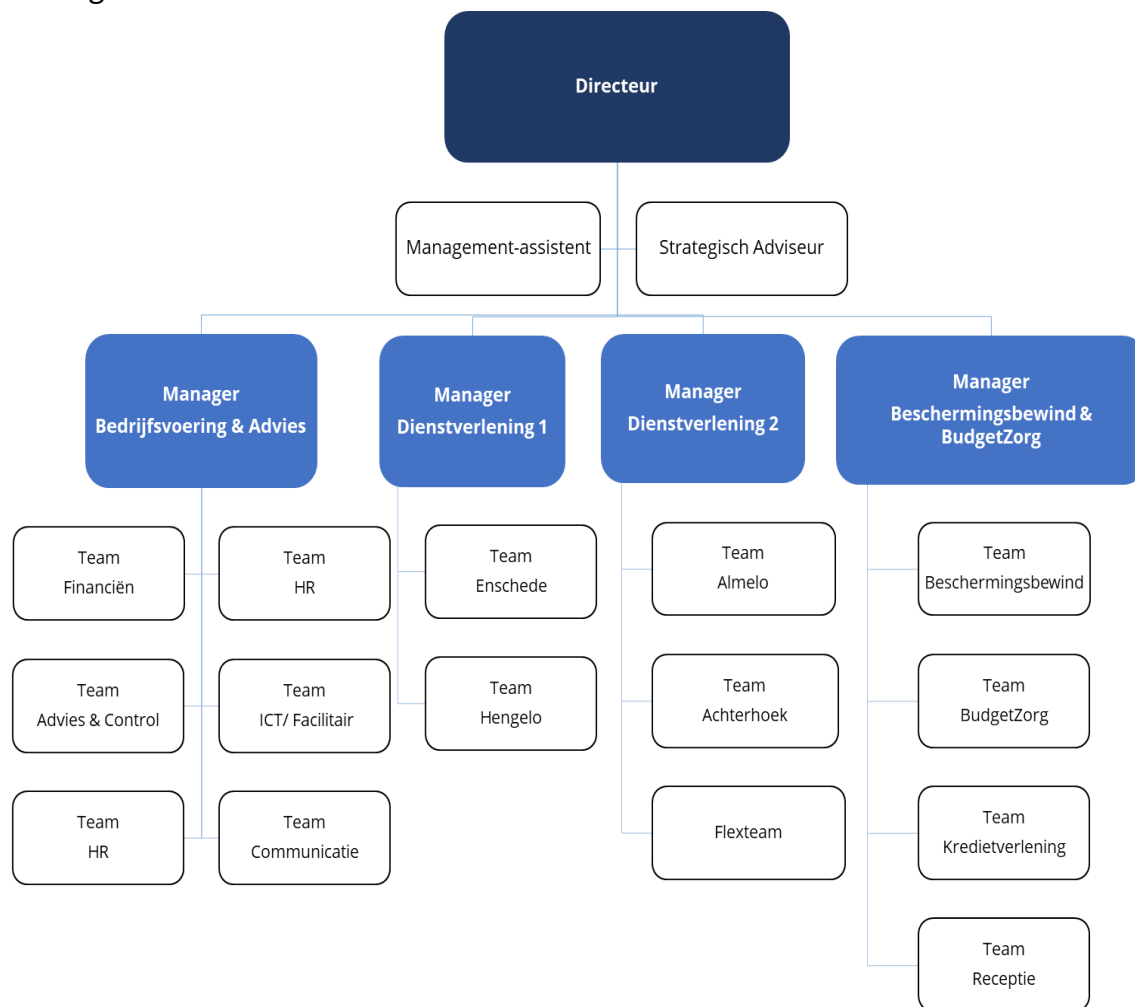 Directeur
Management-assistent
Strategisch Adviseur
Manager
Bedrijfsvoering & Advies
Manager
Dienstverlening 1
Manager
Dienstverlening 2
Manager
Beschermingsbewind &
BudgetZorg
Team
Financiën
Team
HR
Team
Advies & Control
Team
ICT/ Facilitair
Team
HR
Team
Communicatie
Team
Enschede
Team
Hengelo
Team
Almelo
Team
Achterhoek
Flexteam
Team
Beschermingsbewind
Team
BudgetZorg
Team
Kredietverlening
Team
Receptie